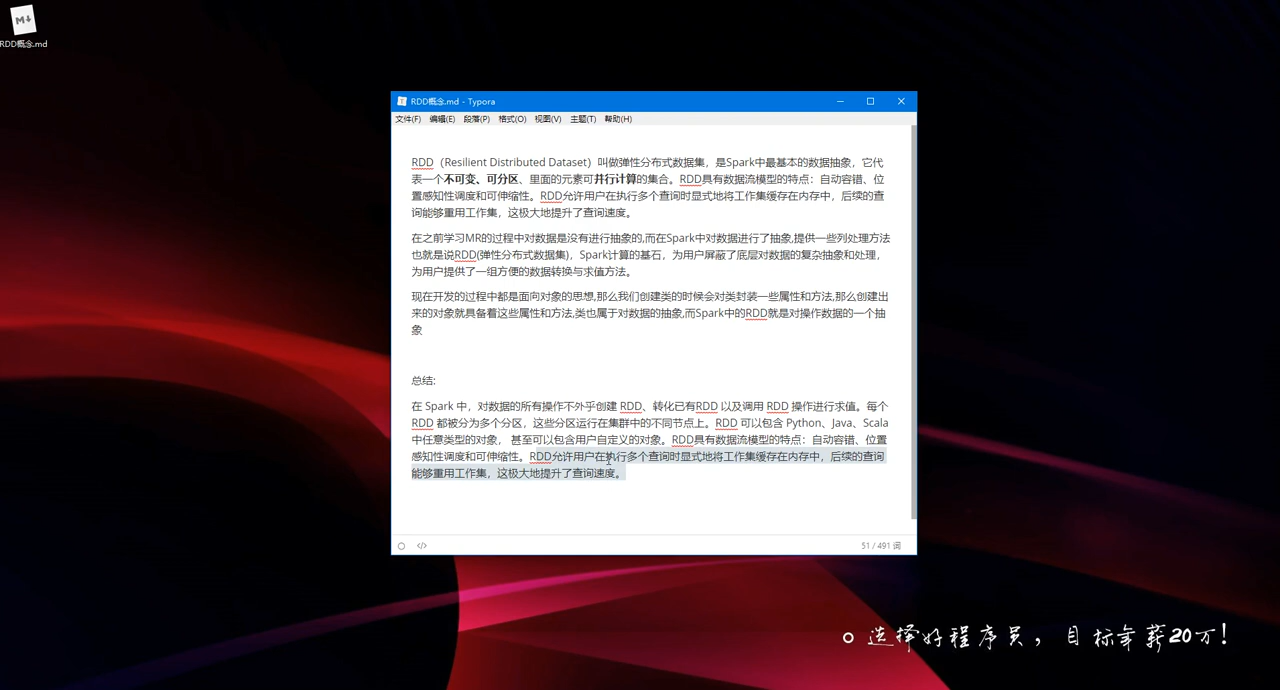 M↓
RDD概念.md
RDD概念.md - Typora
文件(F) 编辑(E) 段落(P) 格式(O) 视图(V) 主题(T) 帮助(H)
RDD（Resilient Distributed Dataset）叫做弹性分布式数据集，是Spark中最基本的数据抽象，它代
表一个不可变、可分区、里面的元素可并行计算的集合。RDD具有数据流模型的特点：自动容错、位
置感知性调度和可伸缩性。RDD允许用户在执行多个查询时显式地将工作集缓存在内存中，后续的查
询能够重用工作集，这极大地提升了查询速度。
在之前学习MR的过程中对数据是没有进行抽象的,而在Spark中对数据进行了抽象,提供一些列处理方法
也就是说RDD(弹性分布式数据集)，Spark计算的基石，为用户屏蔽了底层对数据的复杂抽象和处理，
为用户提供了一组方便的数据转换与求值方法。
现在开发的过程中都是面向对象的思想,那么我们创建类的时候会对类封装一些属性和方法,那么创建出
来的对象就具备着这些属性和方法,类也属于对数据的抽象,而Spark中的RDD就是对操作数据的一个抽
象
总结:
在 Spark 中，对数据的所有操作不外乎创建 RDD、转化已有RDD 以及调用 RDD 操作进行求值。每个
RDD 都被分为多个分区，这些分区运行在集群中的不同节点上。RDD 可以包含 Python、Java、Scala
中任意类型的对象， 甚至可以包含用户自定义的对象。RDD具有数据流模型的特点：自动容错、位置
感知性调度和可伸缩性。RDD允许用户在执行多个查询时显式地将工作集缓存在内存中，后续的查询
能够重用工作集，这极大地提升了查询速度。
</> 51 / 491 词
选择好程序员，目标年薪20万!